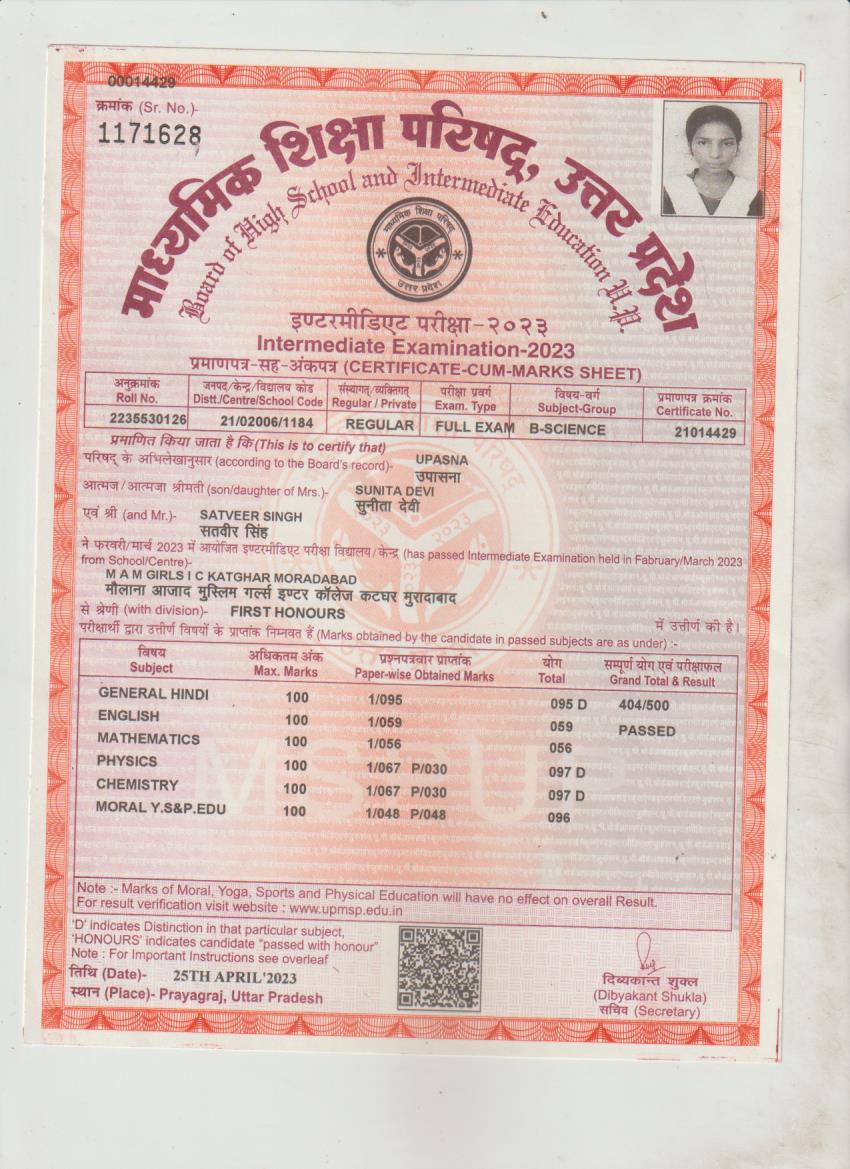 00014429
क्रमांक (Sr. No.)-
1171628
माध्यमिक शिक्षा परिषद्, उत्तर प्रदेश
Board of High School and Intermediate Education U.P.
माध्यमिक शिक्षा परिषद्
उत्तर प्रदेश
इण्टरमीडिएट परीक्षा-२०२३
Intermediate Examination-2023
प्रमाणपत्र-सह-अंकपत्र (CERTIFICATE-CUM-MARKS SHEET)
अनुक्रमांक जनपद/केन्द्र/विद्यालय कोड संस्थागत/व्यक्तिगत परीक्षा प्रवर्ग विषय-वर्ग प्रमाणपत्र क्रमांक
Roll No. Distt./Centre/School Code Regular / Private Exam. Type Subject-Group Certificate No.
2235530126 21/02006/1184 REGULAR FULL EXAM B-SCIENCE 21014429
प्रमाणित किया जाता है कि (This is to certify that)
परिषद् के अभिलेखानुसार (according to the Board's record)- UPASNA
उपासना
आत्मज/आत्मजा श्रीमती (son/daughter of Mrs.)- SUNITA DEVI
सुनीता देवी
एवं श्री (and Mr.)- SATVEER SINGH
सतवीर सिंह
ने फरवरी/मार्च 2023 में आयोजित इण्टरमीडिएट परीक्षा विद्यालय/केन्द्र (has passed Intermediate Examination held in Fabruary/March 2023
from School/Centre)-
M A M GIRLS I C KATGHAR MORADABAD
मौलाना आजाद मुस्लिम गर्ल्स इण्टर कॉलेज कटघर मुरादाबाद
से श्रेणी (with division)- FIRST HONOURS में उत्तीर्ण की है।
परीक्षार्थी द्वारा उत्तीर्ण विषयों के प्राप्तांक निम्नवत हैं (Marks obtained by the candidate in passed subjects are as under) :-
विषय अधिकतम अंक प्रश्नपत्रवार प्राप्तांक योग सम्पूर्ण योग एवं परीक्षाफल
Subject Max. Marks Paper-wise Obtained Marks Total Grand Total & Result
GENERAL HINDI 100 1/095 095 D 404/500
ENGLISH 100 1/059 059 PASSED
MATHEMATICS 100 1/056 056
PHYSICS 100 1/067 P/030 097 D
CHEMISTRY 100 1/067 P/030 097 D
MORAL Y.S&P.EDU 100 1/048 P/048 096
MSPUP
Note :- Marks of Moral, Yoga, Sports and Physical Education will have no effect on overall Result.
For result verification visit website : www.upmsp.edu.in
'D' indicates Distinction in that particular subject,
'HONOURS' indicates candidate "passed with honour"
Note : For Important Instructions see overleaf
तिथि (Date)- 25TH APRIL'2023
स्थान (Place)- Prayagraj, Uttar Pradesh
दिब्यकान्त शुक्ल
(Dibyakant Shukla)
सचिव (Secretary)